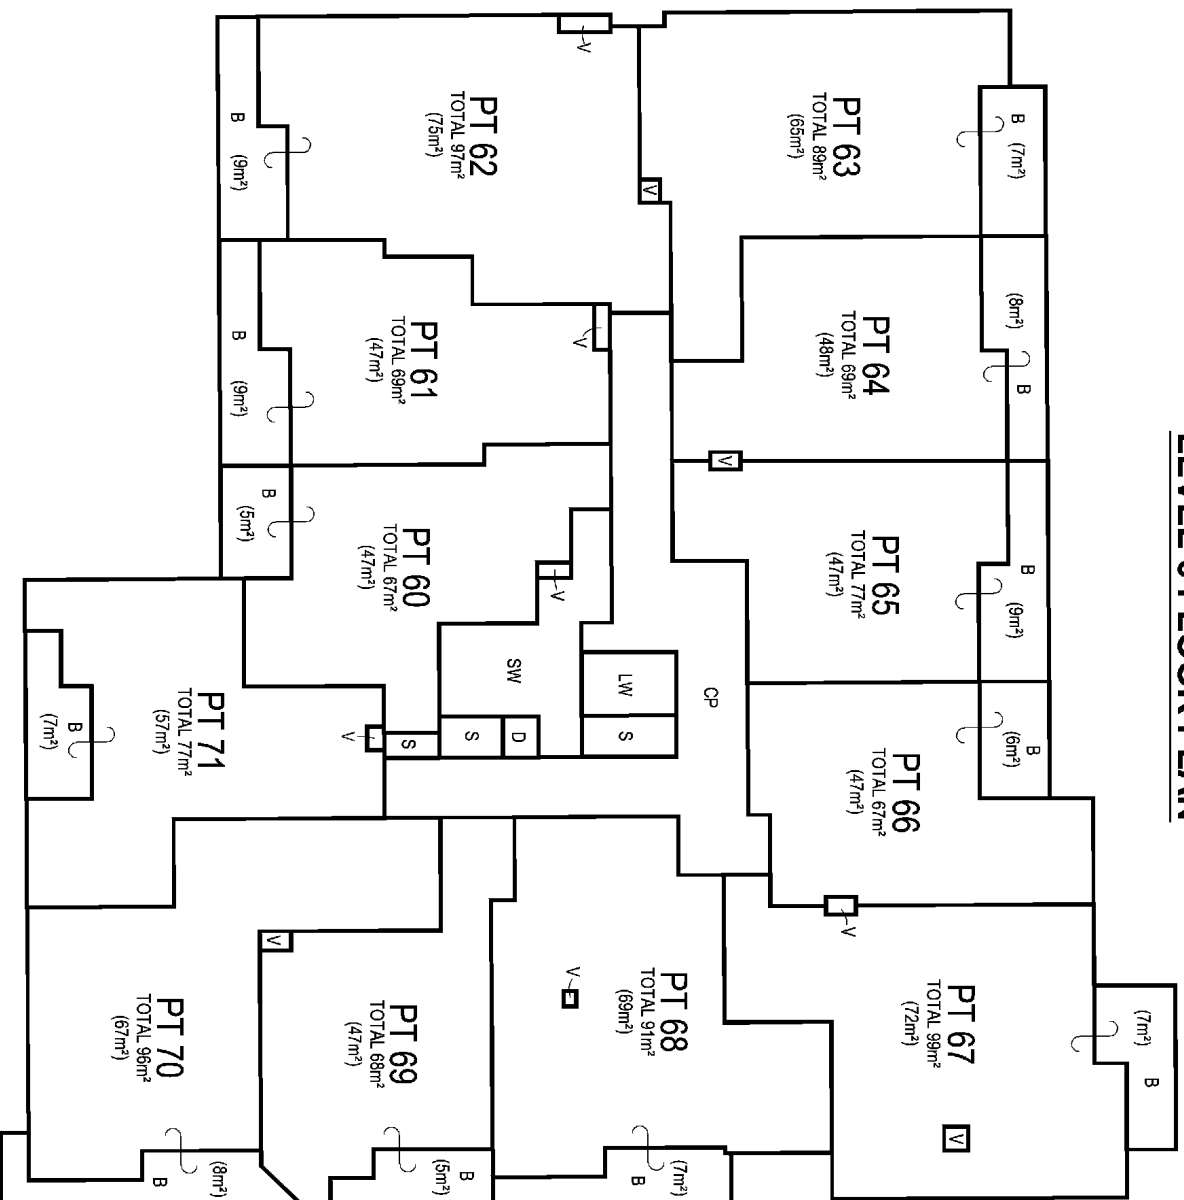 PT 62
TOTAL 97m²
(75m²)
V
B
(9m²)
PT 63
TOTAL 89m²
(65m²)
V
B
(7m²)
PT 61
TOTAL 69m²
(47m²)
V
B
(9m²)
PT 64
TOTAL 69m²
(48m²)
(8m²)
B
V
PT 60
TOTAL 67m²
(47m²)
V
B
(5m²)
PT 65
TOTAL 77m²
(47m²)
B
(9m²)
SW
LW
CP
S
S
D
S
PT 71
TOTAL 77m²
(57m²)
V
B
(7m²)
PT 66
TOTAL 67m²
(47m²)
B
(6m²)
V
PT 70
TOTAL 96m²
(67m²)
V
B
(8m²)
PT 69
TOTAL 68m²
(47m²)
B
(5m²)
PT 68
TOTAL 91m²
(69m²)
V
B
(7m²)
PT 67
TOTAL 99m²
(72m²)
V
(7m²)
B